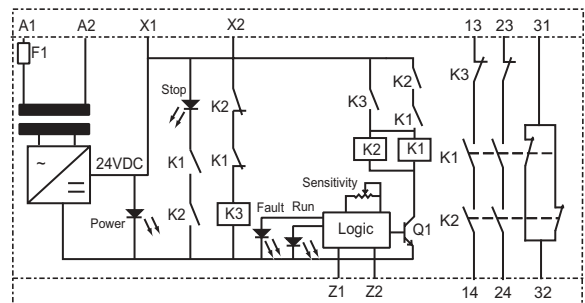 A1 A2 X1 X2 13 23 31
F1
K2
K3
Stop
K3
K2
K1
24VDC
K1
K1
K2
K1
K1
Sensitivity
Power
K2
K3
Fault
Run
Logic
Q1
K2
Z1 Z2 14 24 32
~